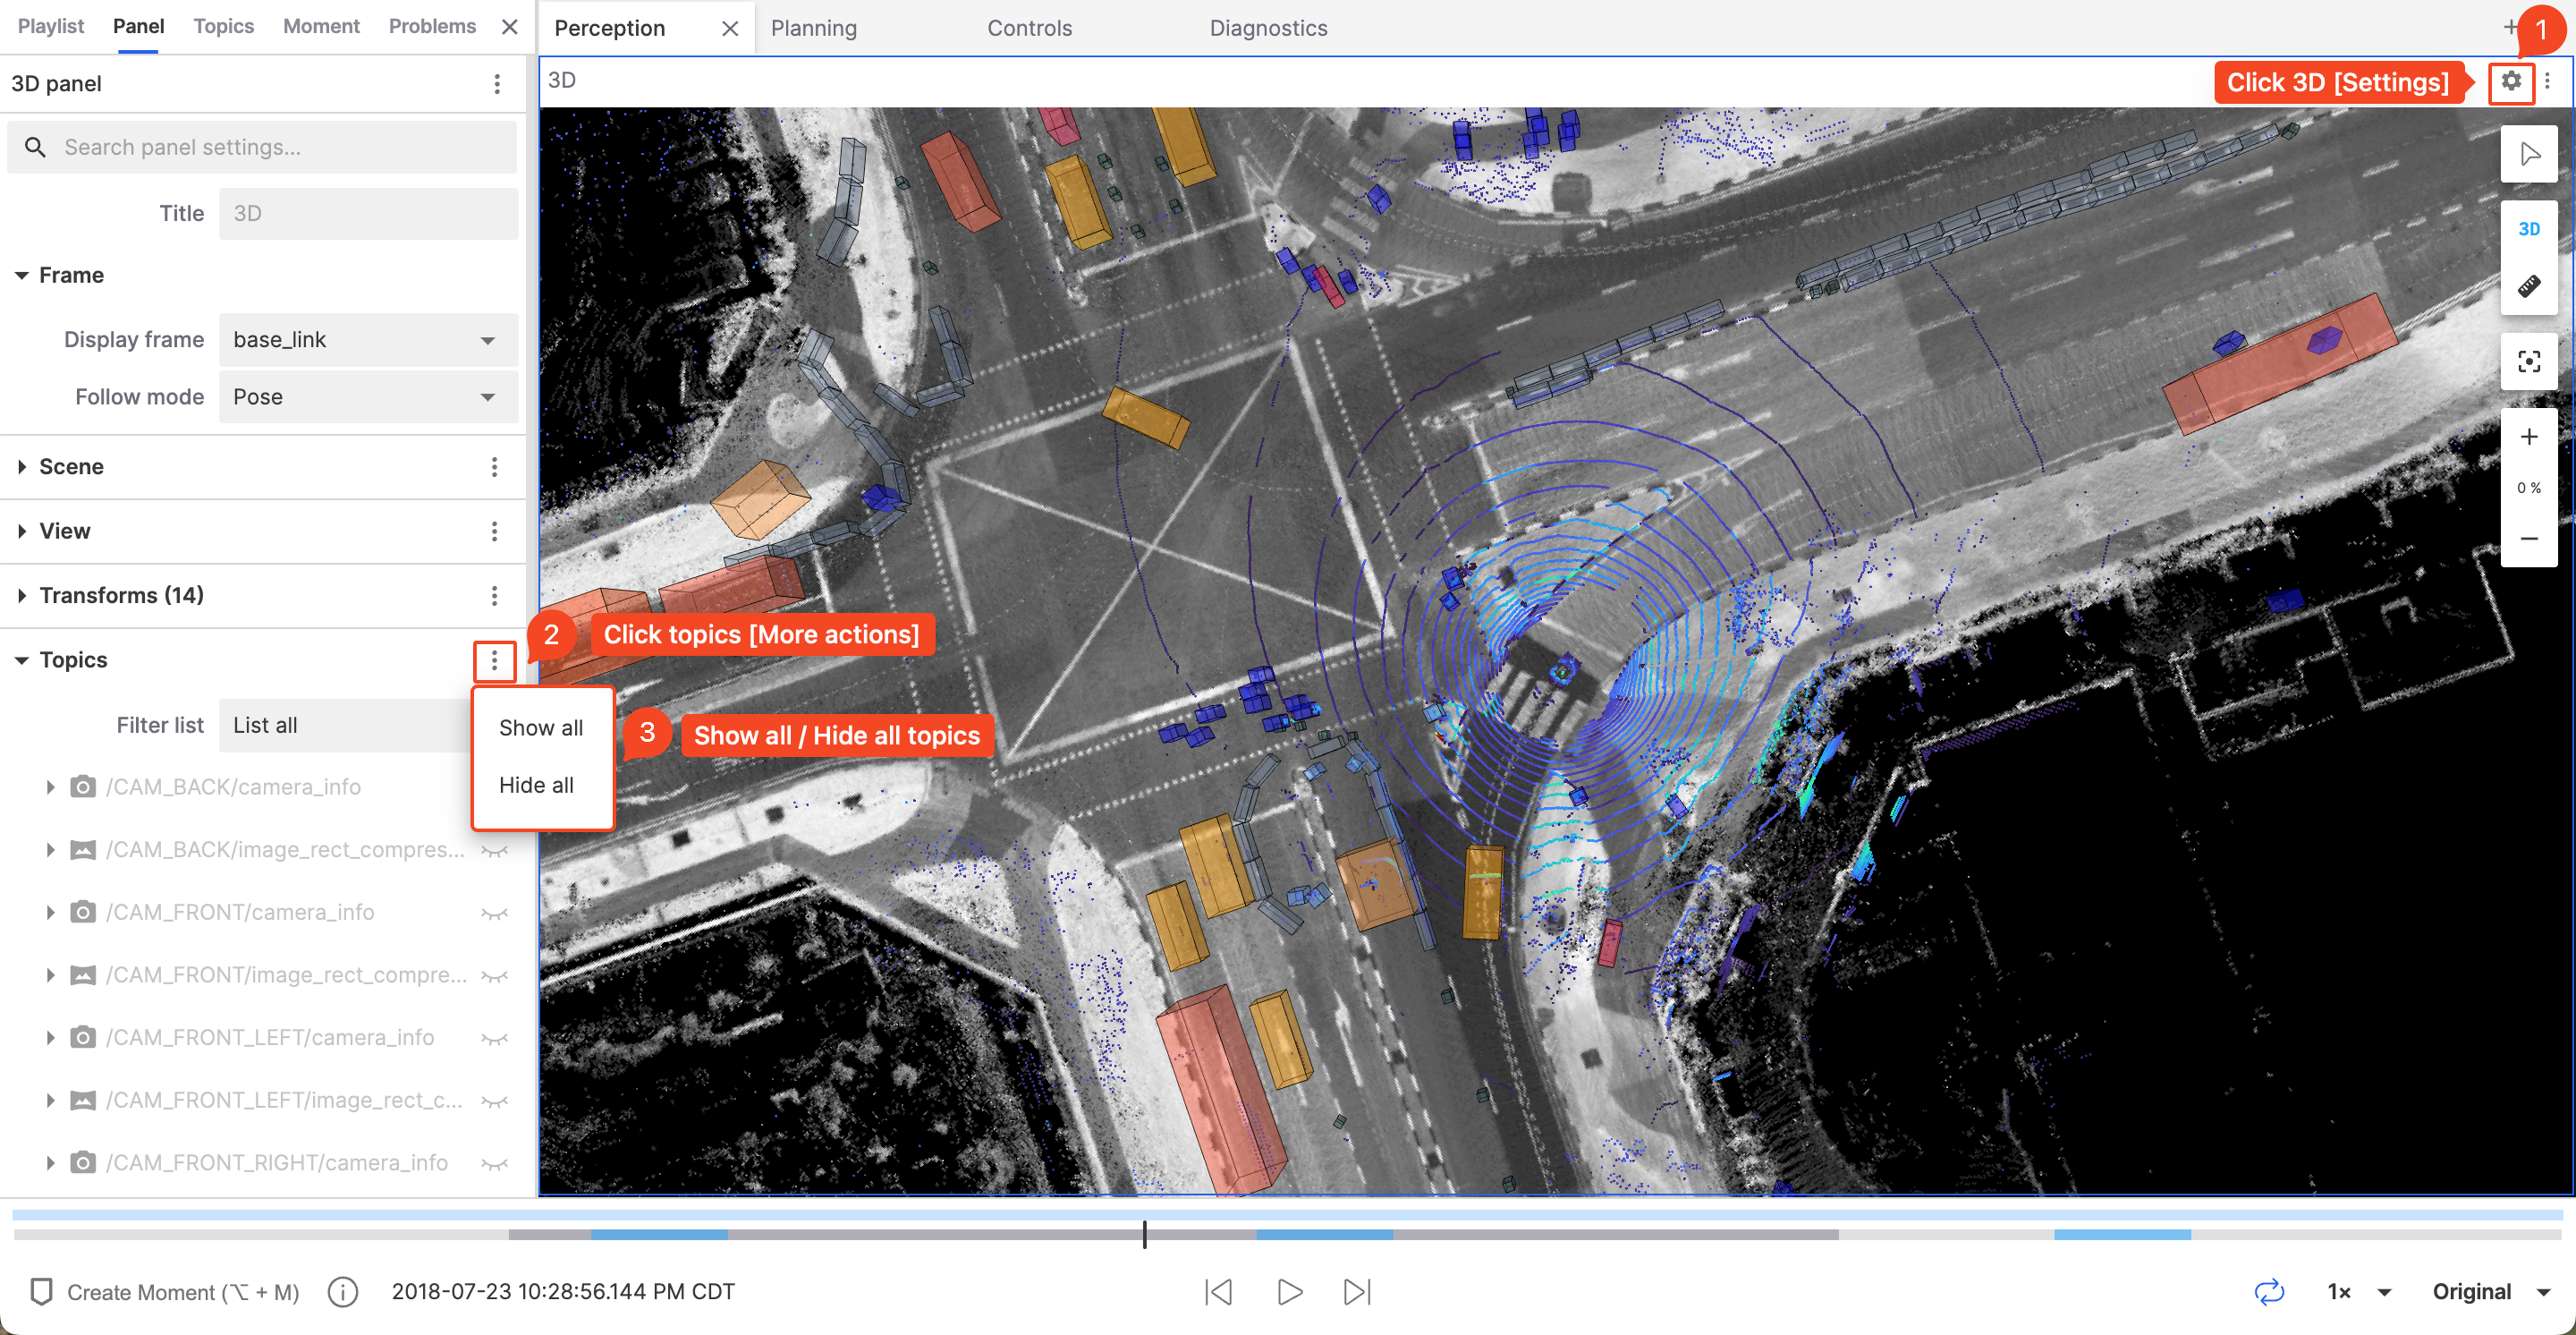 Playlist Panel Topics Moment Problems
Perception Planning Controls Diagnostics
1
3D panel
3D
Click 3D [Settings]
Search panel settings...
Title 3D
Frame
Display frame base_link
Follow mode Pose
Scene
View
Transforms (14)
Topics
2 Click topics [More actions]
Filter list List all
Show all
Hide all
3 Show all / Hide all topics
/CAM_BACK/camera_info
/CAM_BACK/image_rect_compres...
/CAM_FRONT/camera_info
/CAM_FRONT/image_rect_compre...
/CAM_FRONT_LEFT/camera_info
/CAM_FRONT_LEFT/image_rect_c...
/CAM_FRONT_RIGHT/camera_info
3D
0 %
Create Moment (⌥ + M)
2018-07-23 10:28:56.144 PM CDT
1× Original